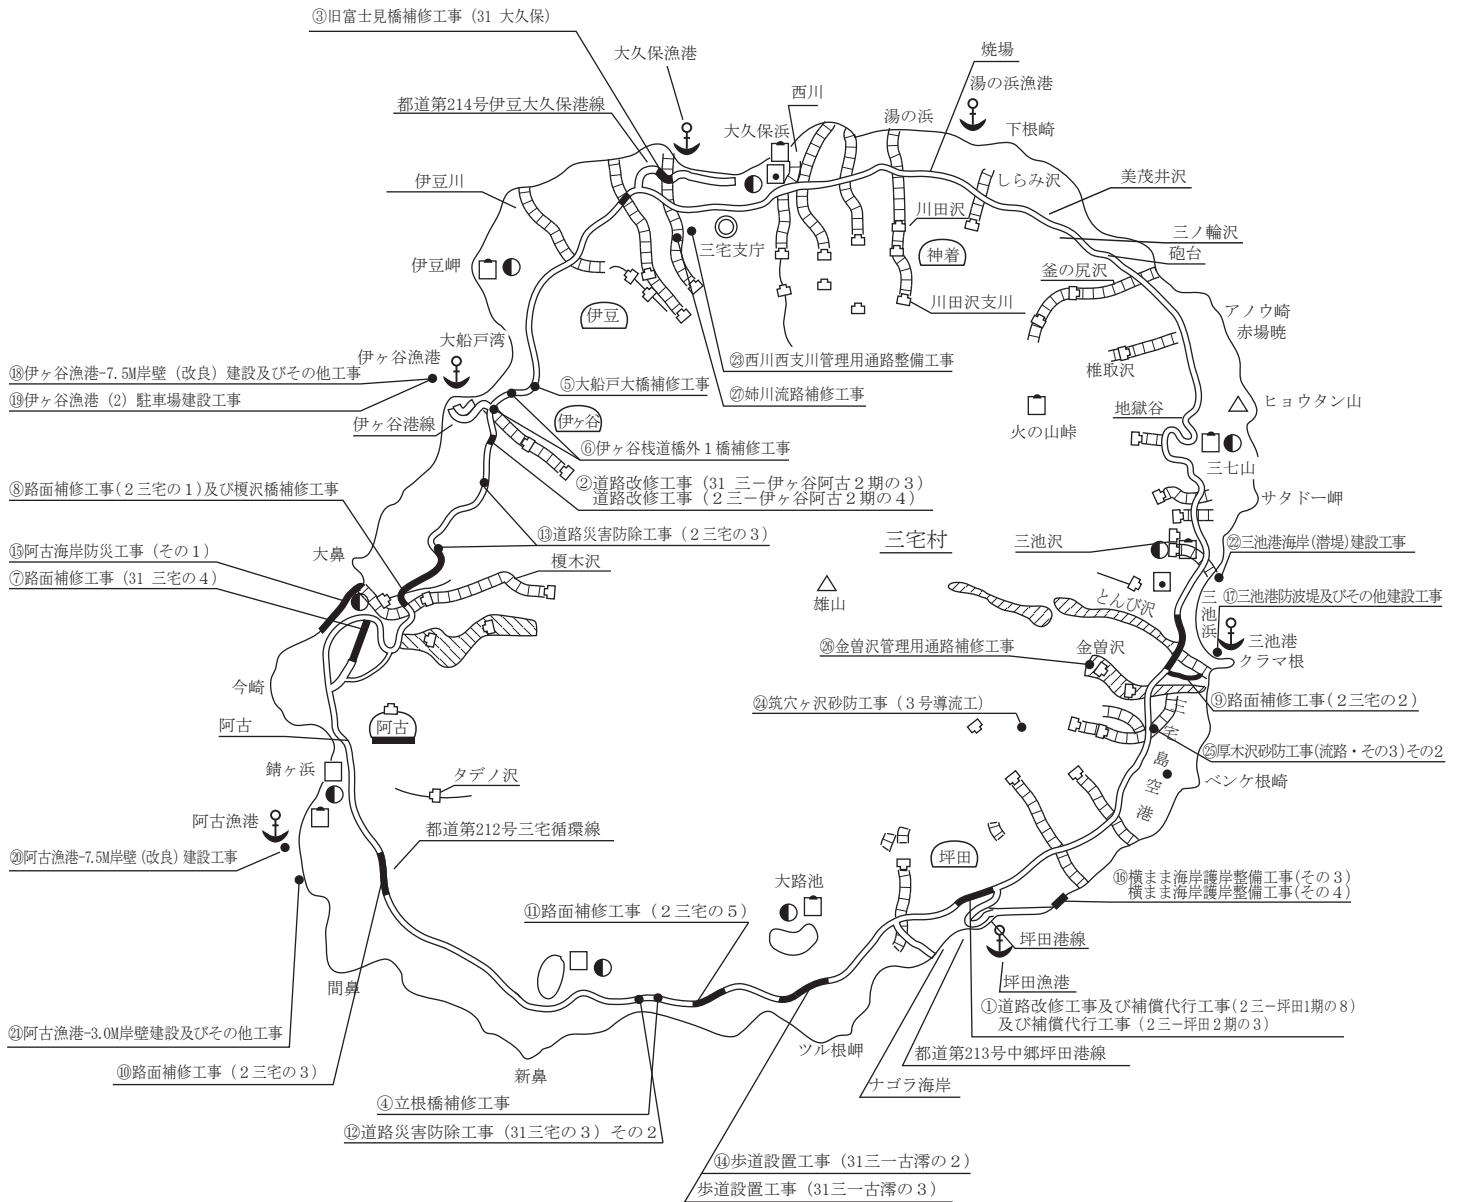 ③旧富士見橋補修工事（31 大久保）
大久保漁港
焼場
湯の浜漁港
西川
都道第214号伊豆大久保港線
大久保浜
湯の浜
下根崎
伊豆川
しらみ沢
美茂井沢
川田沢
三宅支庁
三ノ輪沢
神着
砲台
伊豆岬
釜の尻沢
伊豆
川田沢支川
アノウ崎
赤場暁
大船戸湾
伊ヶ谷漁港
㉓西川西支川管理用通路整備工事
⑱伊ヶ谷漁港-7.5M岸壁（改良）建設及びその他工事
椎取沢
⑤大船戸大橋補修工事
㉗姉川流路補修工事
⑲伊ヶ谷漁港（2）駐車場建設工事
地獄谷
ヒョウタン山
伊ヶ谷港線
伊ヶ谷
火の山峠
⑥伊ヶ谷桟道橋外１橋補修工事
三七山
②道路改修工事（31 三－伊ヶ谷阿古２期の３）
道路改修工事（２三－伊ヶ谷阿古２期の４）
⑧路面補修工事(２三宅の１)及び榎沢橋補修工事
サタドー岬
⑬道路災害防除工事（２三宅の３）
三宅村
三池沢
㉒三池港海岸(潜堤)建設工事
⑮阿古海岸防災工事（その１）
大鼻
榎木沢
⑦路面補修工事（31 三宅の４）
雄山
とんび沢
三池浜
⑰三池港防波堤及びその他建設工事
三池港
クラマ根
㉖金曽沢管理用通路補修工事
金曽沢
今崎
㉔筑穴ヶ沢砂防工事（３号導流工）
⑨路面補修工事(２三宅の２)
阿古
阿古
三宅島空港
㉕厚木沢砂防工事(流路・その3)その2
錆ヶ浜
タデノ沢
ベンケ根崎
阿古漁港
都道第212号三宅循環線
⑳阿古漁港-7.5M岸壁（改良）建設工事
坪田
⑯横まま海岸護岸整備工事(その３)
横まま海岸護岸整備工事(その４)
大路池
⑪路面補修工事（２三宅の５）
坪田港線
坪田漁港
間鼻
①道路改修工事及び補償代行工事(２三－坪田1期の８)
及び補償代行工事（２三－坪田２期の３）
㉑阿古漁港-3.0M岸壁建設及びその他工事
ツル根岬
都道第213号中郷坪田港線
⑩路面補修工事（２三宅の３）
新鼻
ナゴラ海岸
④立根橋補修工事
⑫道路災害防除工事（31三宅の３）その２
⑭歩道設置工事（31三一古澪の２）
歩道設置工事（31三一古澪の３）